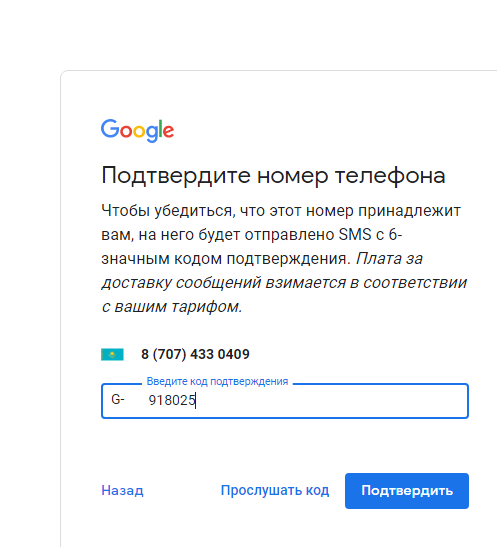 Google
Подтвердите номер телефона
Чтобы убедиться, что этот номер принадлежит
вам, на него будет отправлено SMS с 6-
значным кодом подтверждения. Плата за
доставку сообщений взимается в соответствии
с вашим тарифом.
8 (707) 433 0409
Введите код подтверждения
G- 918025
Назад Прослушать код Подтвердить